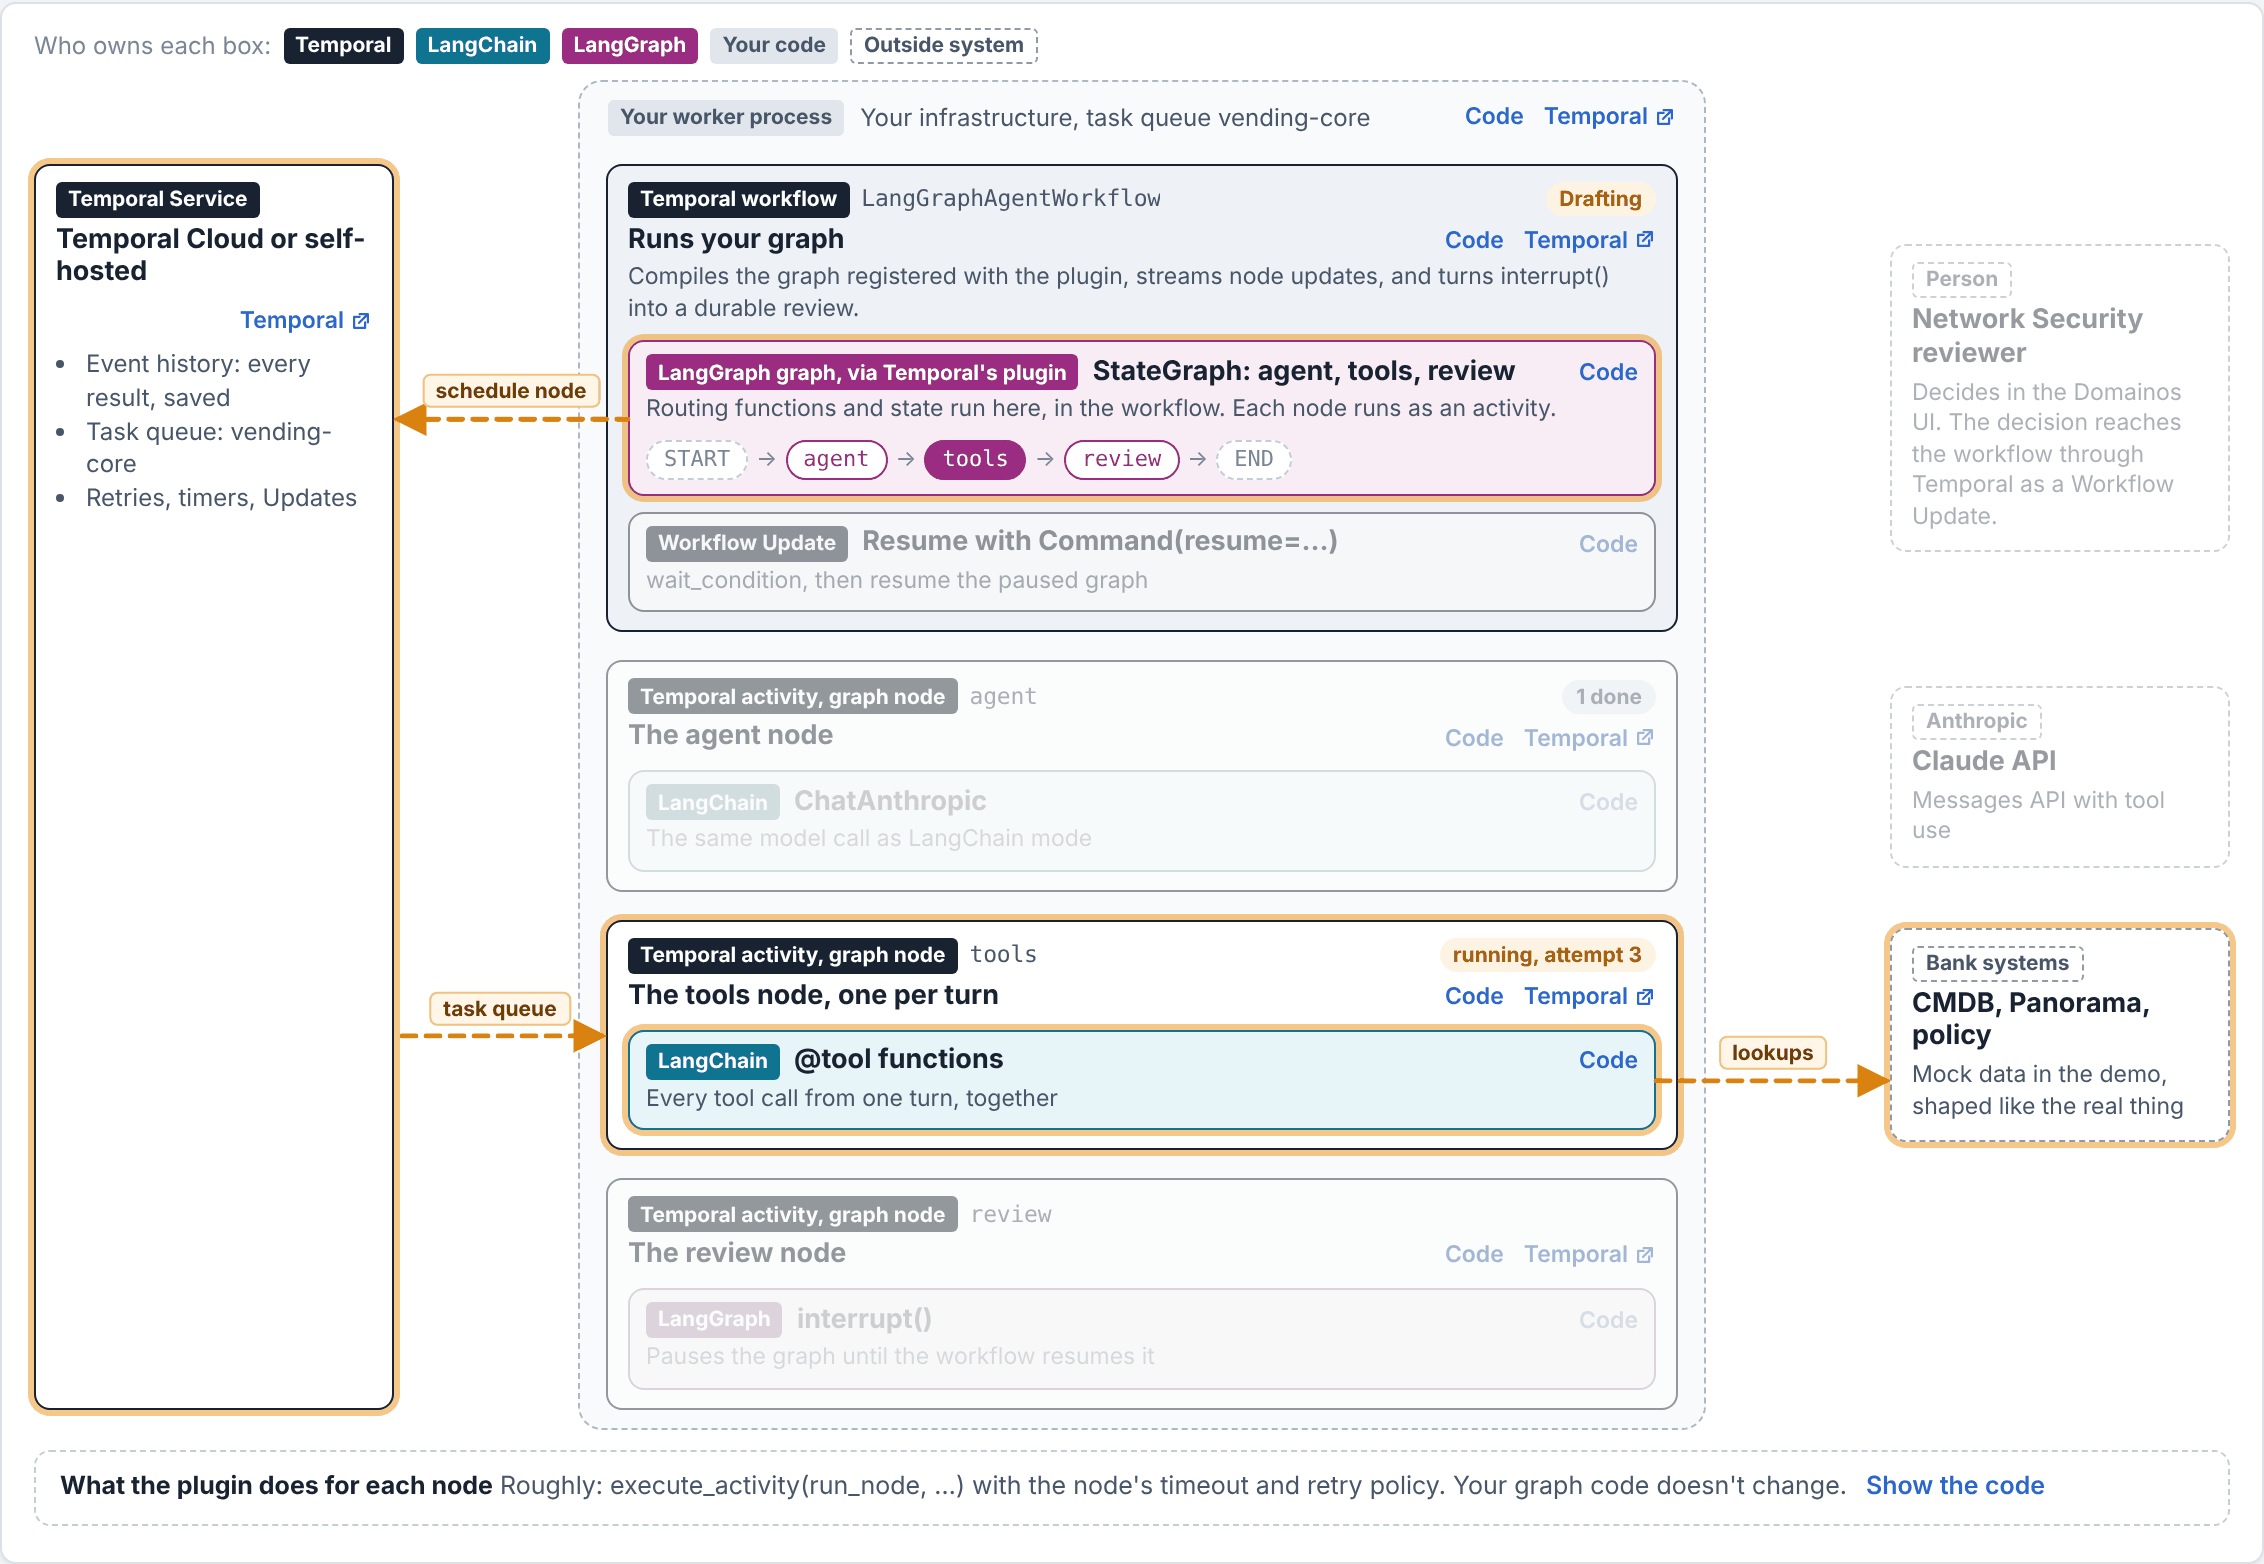 Who owns each box: Temporal LangChain LangGraph Your code Outside system
Your worker process Your infrastructure, task queue vending-core Code Temporal
Temporal Service
Temporal Cloud or self-
hosted
Temporal
• Event history: every
result, saved
• Task queue: vending-
core
• Retries, timers, Updates
schedule node
task queue
Temporal workflow LangGraphAgentWorkflow Drafting
Runs your graph Code Temporal
Compiles the graph registered with the plugin, streams node updates, and turns interrupt()
into a durable review.
LangGraph graph, via Temporal's plugin StateGraph: agent, tools, review Code
Routing functions and state run here, in the workflow. Each node runs as an activity.
START → agent → tools → review → END
Workflow Update Resume with Command(resume=...) Code
wait_condition, then resume the paused graph
Temporal activity, graph node agent 1 done
The agent node Code Temporal
LangChain ChatAnthropic Code
The same model call as LangChain mode
Temporal activity, graph node tools running, attempt 3
The tools node, one per turn Code Temporal
LangChain @tool functions Code
Every tool call from one turn, together
Temporal activity, graph node review
The review node Code Temporal
LangGraph interrupt() Code
Pauses the graph until the workflow resumes it
lookups
Person
Network Security
reviewer
Decides in the Domainos
UI. The decision reaches
the workflow through
Temporal as a Workflow
Update.
Anthropic
Claude API
Messages API with tool
use
Bank systems
CMDB, Panorama,
policy
Mock data in the demo,
shaped like the real thing
What the plugin does for each node Roughly: execute_activity(run_node, ...) with the node's timeout and retry policy. Your graph code doesn't change. Show the code